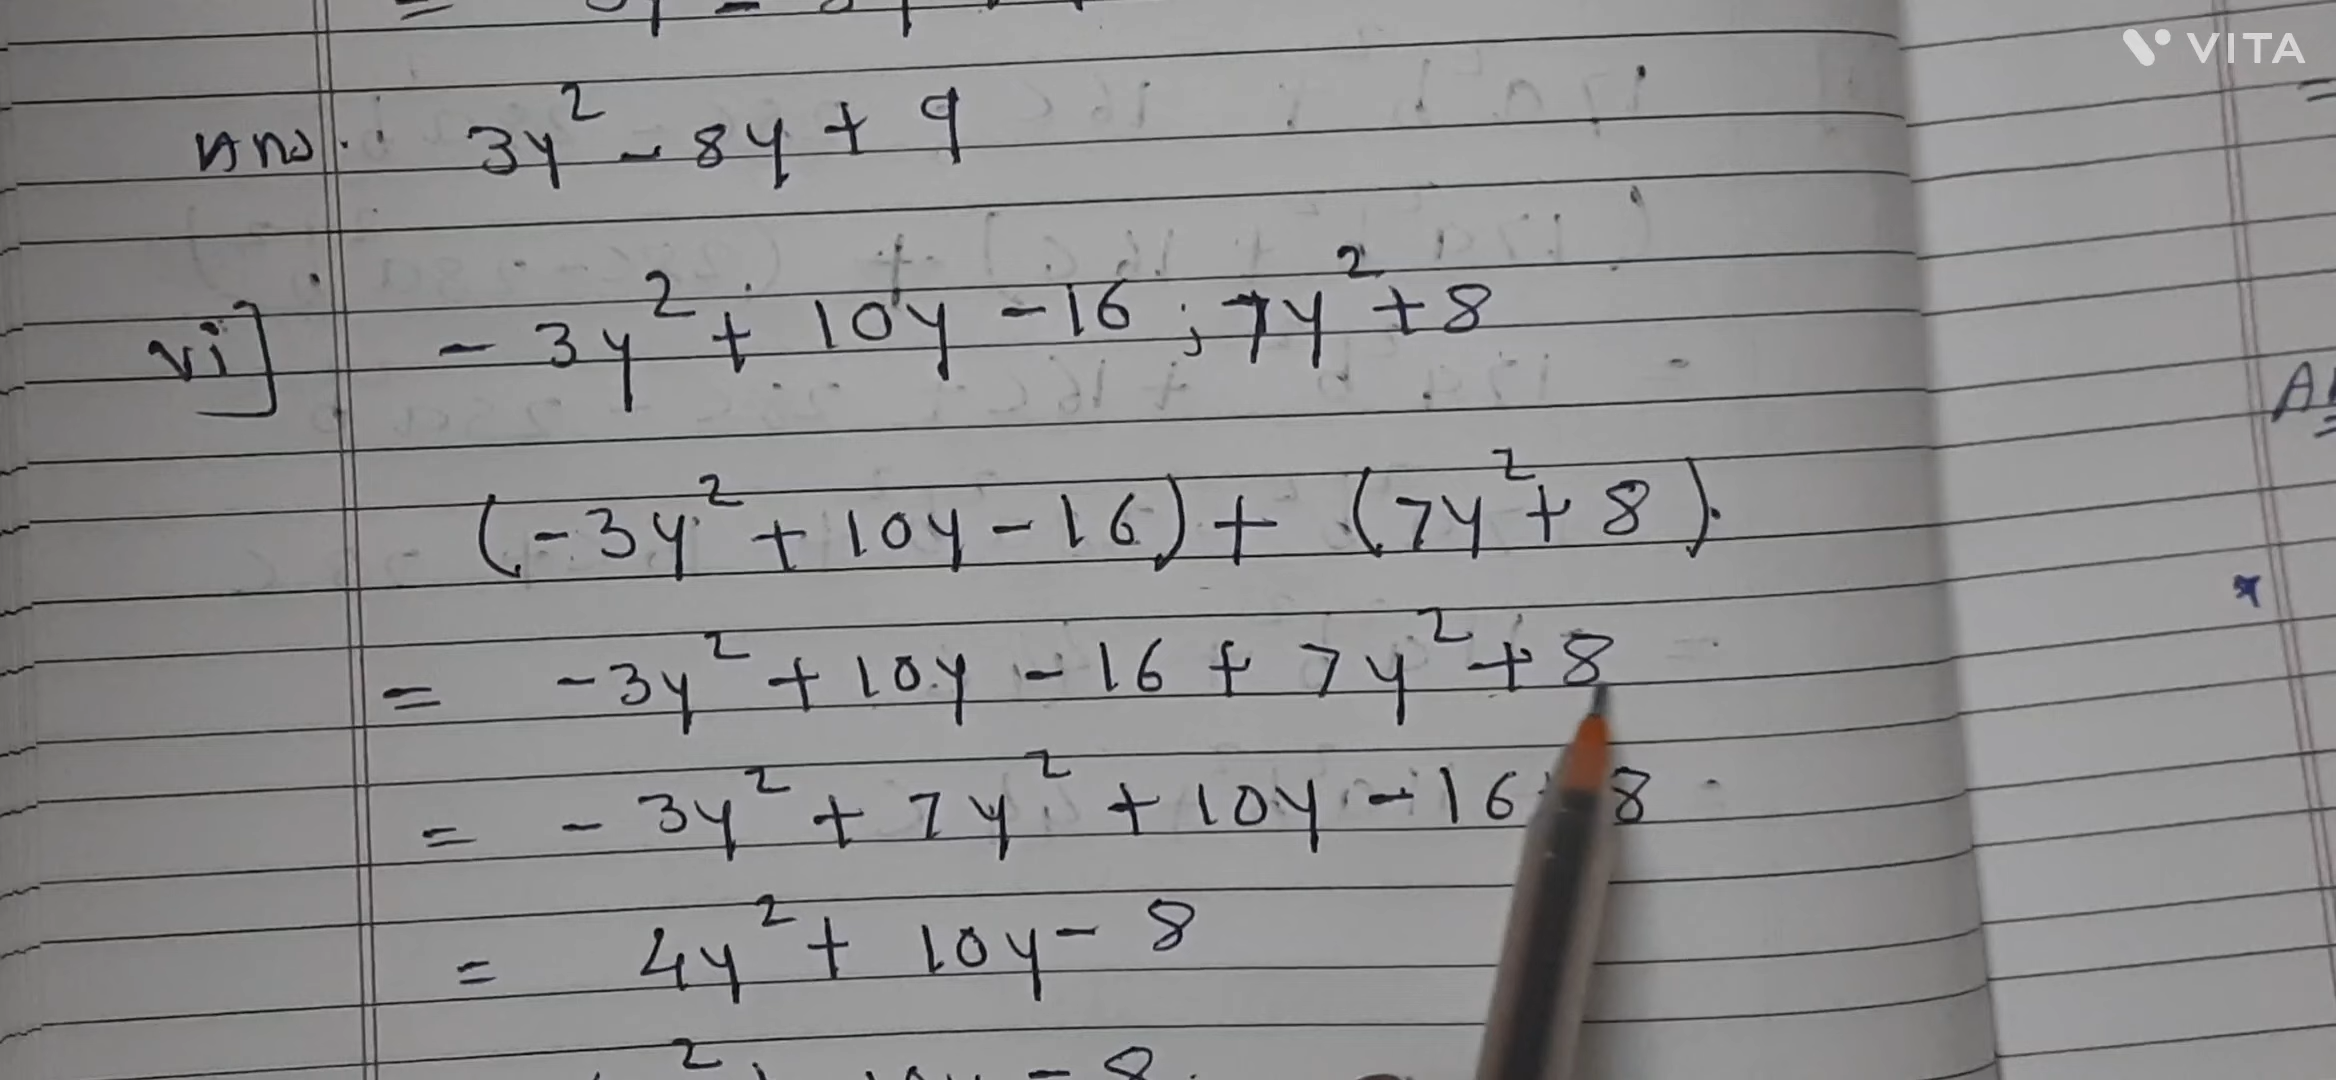 VITA
Ans. 3y² - 8y + 9
vi] - 3y² + 10y - 16 ; 7y² + 8
(-3y² + 10y - 16) + (7y² + 8)
= -3y² + 10y - 16 + 7y² + 8
= - 3y² + 7y² + 10y - 16 8
= 4y² + 10y - 8